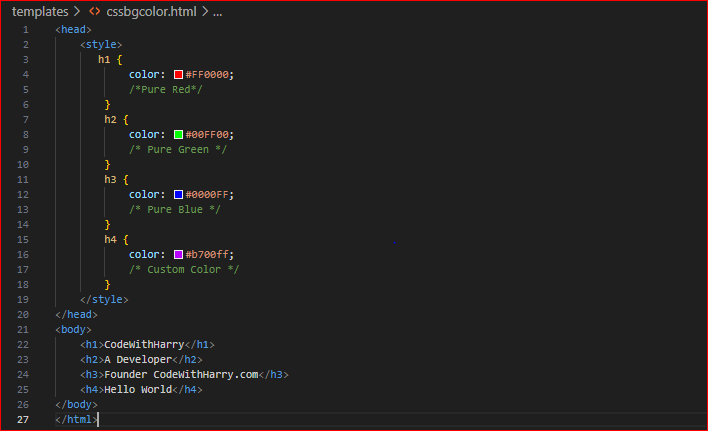 templates > <> cssbgcolor.html > ...
1 <head>
2 <style>
3 h1 {
4 color: #FF0000;
5 /*Pure Red*/
6 }
7 h2 {
8 color: #00FF00;
9 /* Pure Green */
10 }
11 h3 {
12 color: #0000FF;
13 /* Pure Blue */
14 }
15 h4 {
16 color: #b700ff;
17 /* Custom Color */
18 }
19 </style>
20 </head>
21 <body>
22 <h1>CodeWithHarry</h1>
23 <h2>A Developer</h2>
24 <h3>Founder CodeWithHarry.com</h3>
25 <h4>Hello World</h4>
26 </body>
27 </html>